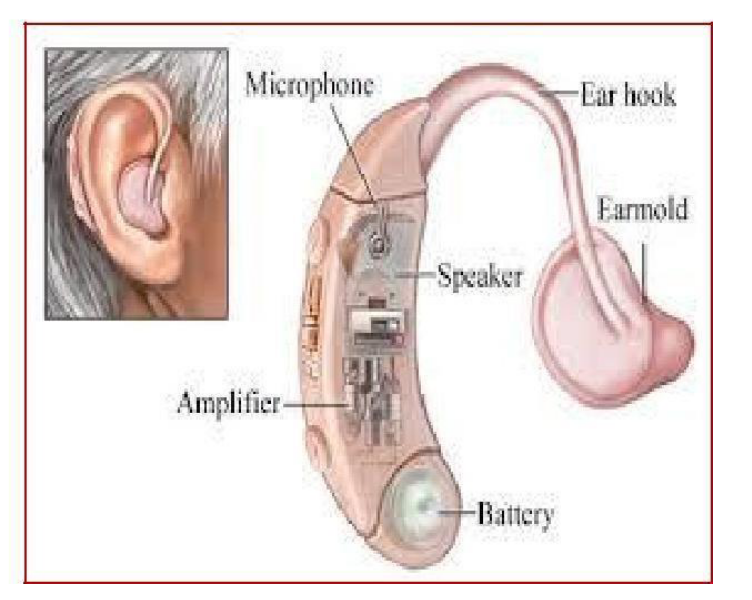 Microphone
Ear hook
Earmold
Speaker
Amplifier
Battery